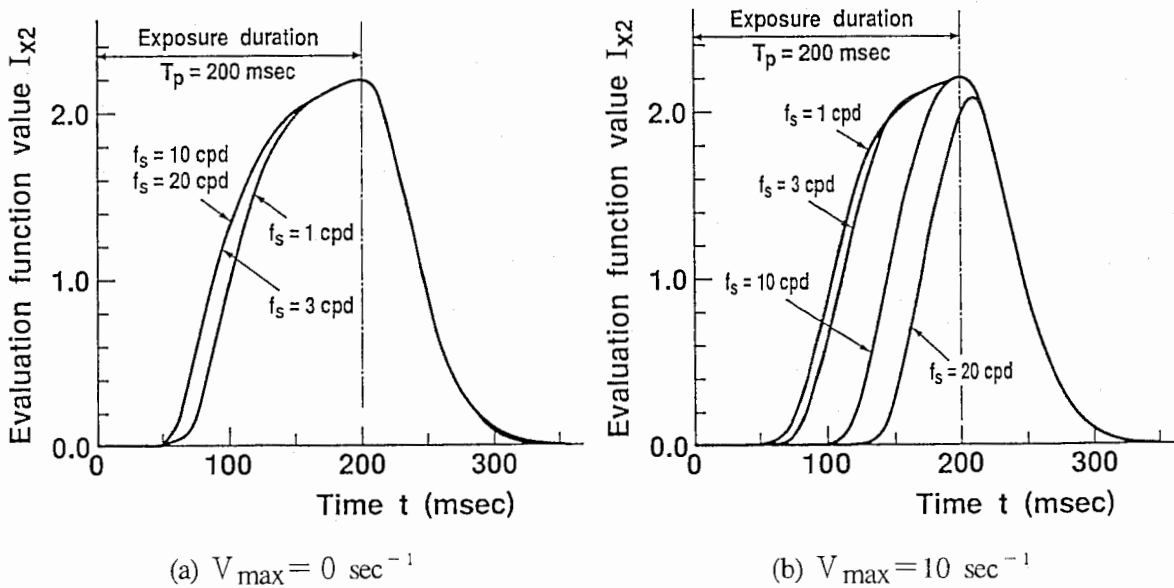 Exposure duration
T_p = 200 msec
Evaluation function value I_X2
2.0
1.0
0.0
f_s = 10 cpd
f_s = 20 cpd
f_s = 1 cpd
f_s = 3 cpd
0
100
200
300
Time t (msec)
(a) V_max = 0 sec⁻¹
Exposure duration
T_p = 200 msec
Evaluation function value I_X2
2.0
1.0
0.0
f_s = 1 cpd
f_s = 3 cpd
f_s = 10 cpd
f_s = 20 cpd
0
100
200
300
Time t (msec)
(b) V_max = 10 sec⁻¹